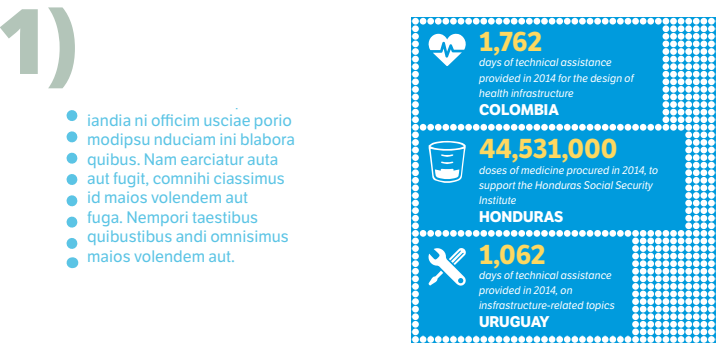 1)
iandia ni officim usciae porio
modipsu nduciam ini blabora
quibus. Nam earciatur auta
aut fugit, comnihi ciassimus
id maios volendem aut
fuga. Nempori taestibus
quibustibus andi omnisimus
maios volendem aut.
1,762
days of technical assistance
provided in 2014 for the design of
health infrastructure
COLOMBIA
44,531,000
doses of medicine procured in 2014, to
support the Honduras Social Security
Institute
HONDURAS
1,062
days of technical assistance
provided in 2014, on
insfrastructure-related topics
URUGUAY